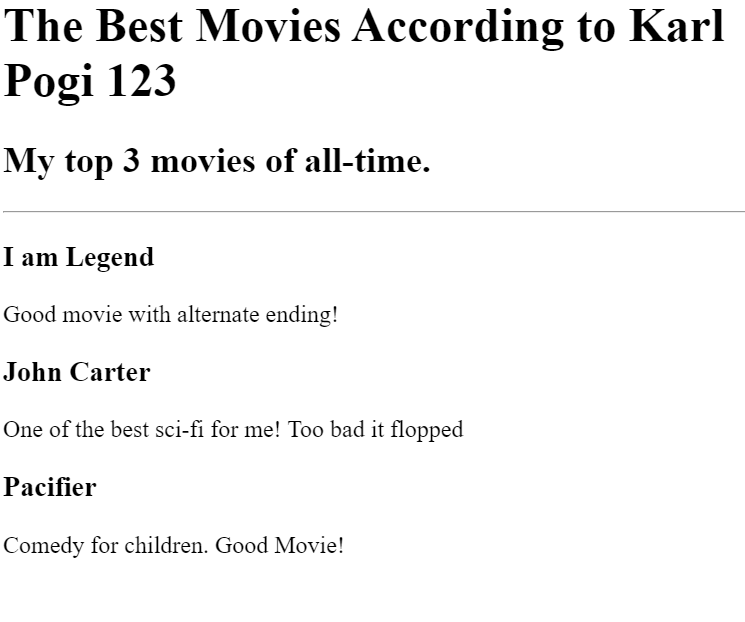 The Best Movies According to Karl
Pogi 123
My top 3 movies of all-time.
I am Legend
Good movie with alternate ending!
John Carter
One of the best sci-fi for me! Too bad it flopped
Pacifier
Comedy for children. Good Movie!